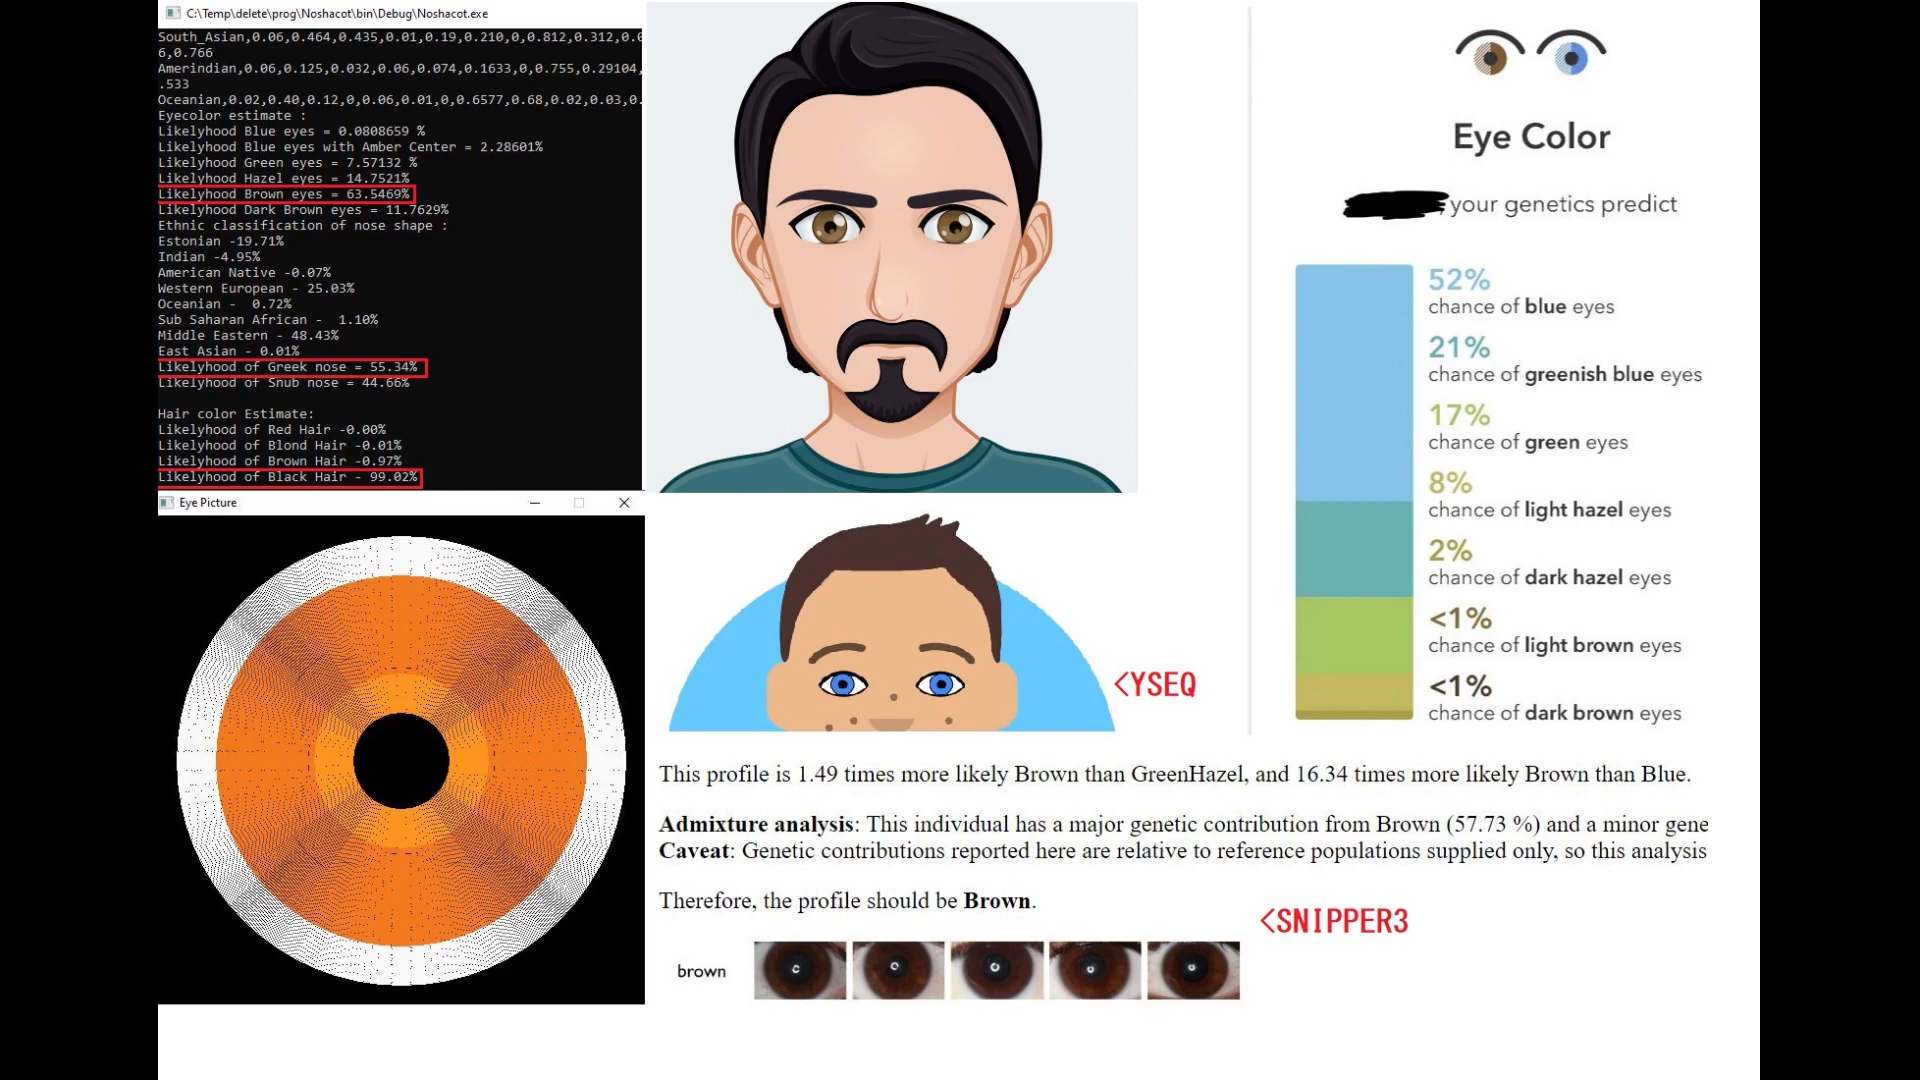 C:\Temp\delete\prog\Noshacot\bin\Debug\Noshacot.exe
South_Asian,0.06,0.464,0.435,0.01,0.19,0.210,0,0.812,0.312,0.0
6,0.766
Amerindian,0.06,0.125,0.032,0.06,0.074,0.1633,0,0.755,0.29104,
.533
Oceanian,0.02,0.40,0.12,0,0.06,0.01,0,0.6577,0.68,0.02,0.03,0.
Eyecolor estimate :
Likelyhood Blue eyes = 0.0808659 %
Likelyhood Blue eyes with Amber Center = 2.28601%
Likelyhood Green eyes = 7.57132 %
Likelyhood Hazel eyes = 14.7521%
Likelyhood Brown eyes = 63.5469%
Likelyhood Dark Brown eyes = 11.7629%
Ethnic classification of nose shape :
Estonian -19.71%
Indian -4.95%
American Native -0.07%
Western European - 25.03%
Oceanian -  0.72%
Sub Saharan African -  1.10%
Middle Eastern - 48.43%
East Asian - 0.01%
Likelyhood of Greek nose = 55.34%
Likelyhood of Snub nose = 44.66%
Hair color Estimate:
Likelyhood of Red Hair -0.00%
Likelyhood of Blond Hair -0.01%
Likelyhood of Brown Hair -0.97%
Likelyhood of Black Hair - 99.02%
Eye Picture
Eye Color
, your genetics predict
52%
chance of blue eyes
21%
chance of greenish blue eyes
17%
chance of green eyes
8%
chance of light hazel eyes
2%
chance of dark hazel eyes
<1%
chance of light brown eyes
<1%
chance of dark brown eyes
<YSEQ
This profile is 1.49 times more likely Brown than GreenHazel, and 16.34 times more likely Brown than Blue.
Admixture analysis: This individual has a major genetic contribution from Brown (57.73 %) and a minor gene
Caveat: Genetic contributions reported here are relative to reference populations supplied only, so this analysis
Therefore, the profile should be Brown.
<SNIPPER3
brown